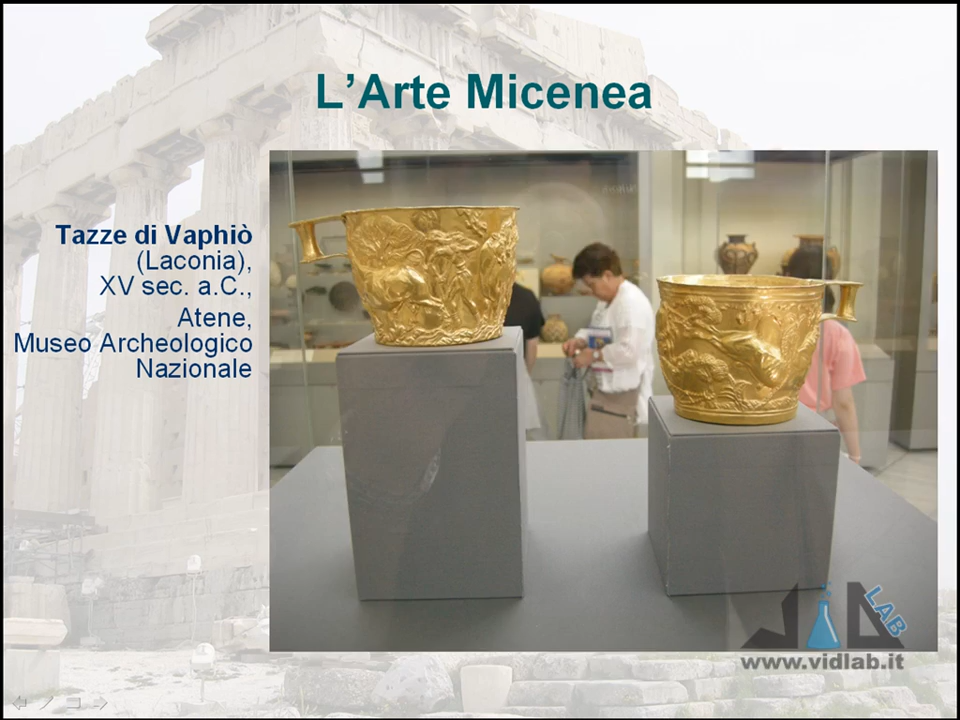 L’Arte Micenea
Tazze di Vaphiò
(Laconia),
XV sec. a.C.,
Atene,
Museo Archeologico
Nazionale
LAB
www.vidlab.it